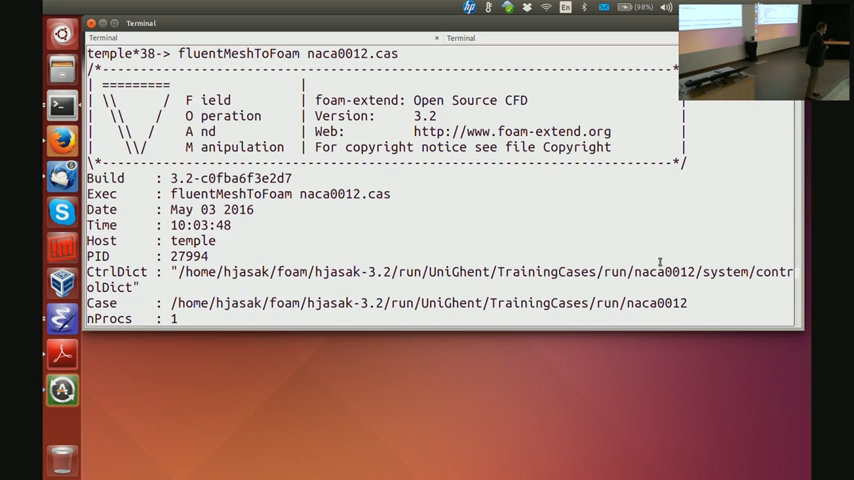 En
(98%)
Terminal
Terminal
Terminal
temple*38-> fluentMeshToFoam naca0012.cas
/*---------------------------------------------------------------------------*
| ========= |
| \\ / F ield | foam-extend: Open Source CFD
| \\ / O peration | Version: 3.2 |
| \\ / A nd | Web: http://www.foam-extend.org |
| \\/ M anipulation | For copyright notice see file Copyright |
\*---------------------------------------------------------------------------*/
Build : 3.2-c0fba6f3e2d7
Exec : fluentMeshToFoam naca0012.cas
Date : May 03 2016
Time : 10:03:48
Host : temple
PID : 27994
CtrlDict : "/home/hjasak/foam/hjasak-3.2/run/UniGhent/TrainingCases/run/naca0012/system/contr
olDict"
Case : /home/hjasak/foam/hjasak-3.2/run/UniGhent/TrainingCases/run/naca0012
nProcs : 1